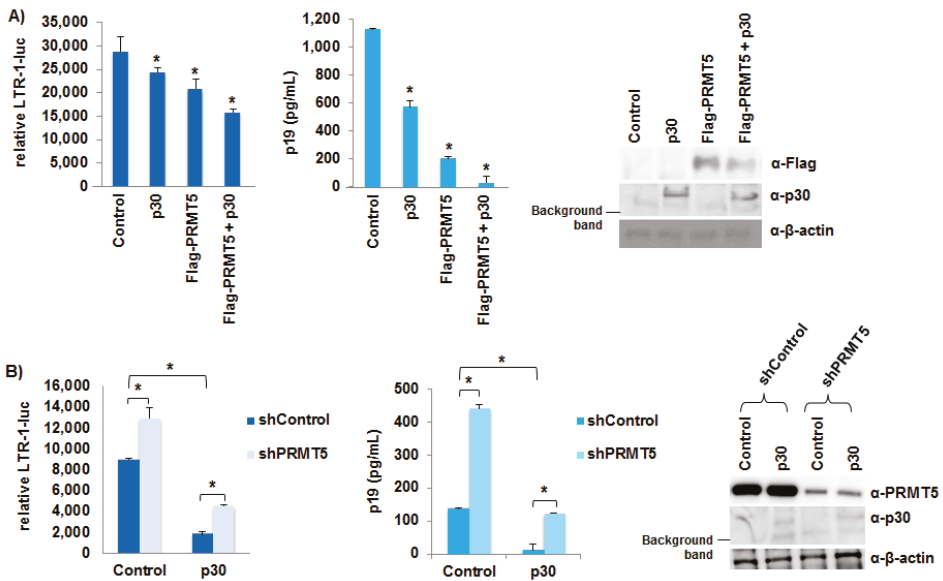 A)
relative LTR-1-luc
35,000
30,000
25,000
20,000
15,000
10,000
5,000
0
*
*
*
Control
p30
Flag-PRMT5
Flag-PRMT5 + p30
p19 (pg/mL)
1,200
1,000
800
600
400
200
0
*
*
*
Control
p30
Flag-PRMT5
Flag-PRMT5 + p30
Control
p30
Flag-PRMT5
Flag-PRMT5 + p30
α-Flag
α-p30
Background
band
α-β-actin
B)
relative LTR-1-luc
16,000
14,000
12,000
10,000
8,000
6,000
4,000
2,000
0
*
*
*
Control
p30
shControl
shPRMT5
p19 (pg/mL)
500
400
300
200
100
0
*
*
*
Control
p30
shControl
shPRMT5
shControl
shPRMT5
Control
p30
Control
p30
α-PRMT5
α-p30
Background
band
α-β-actin